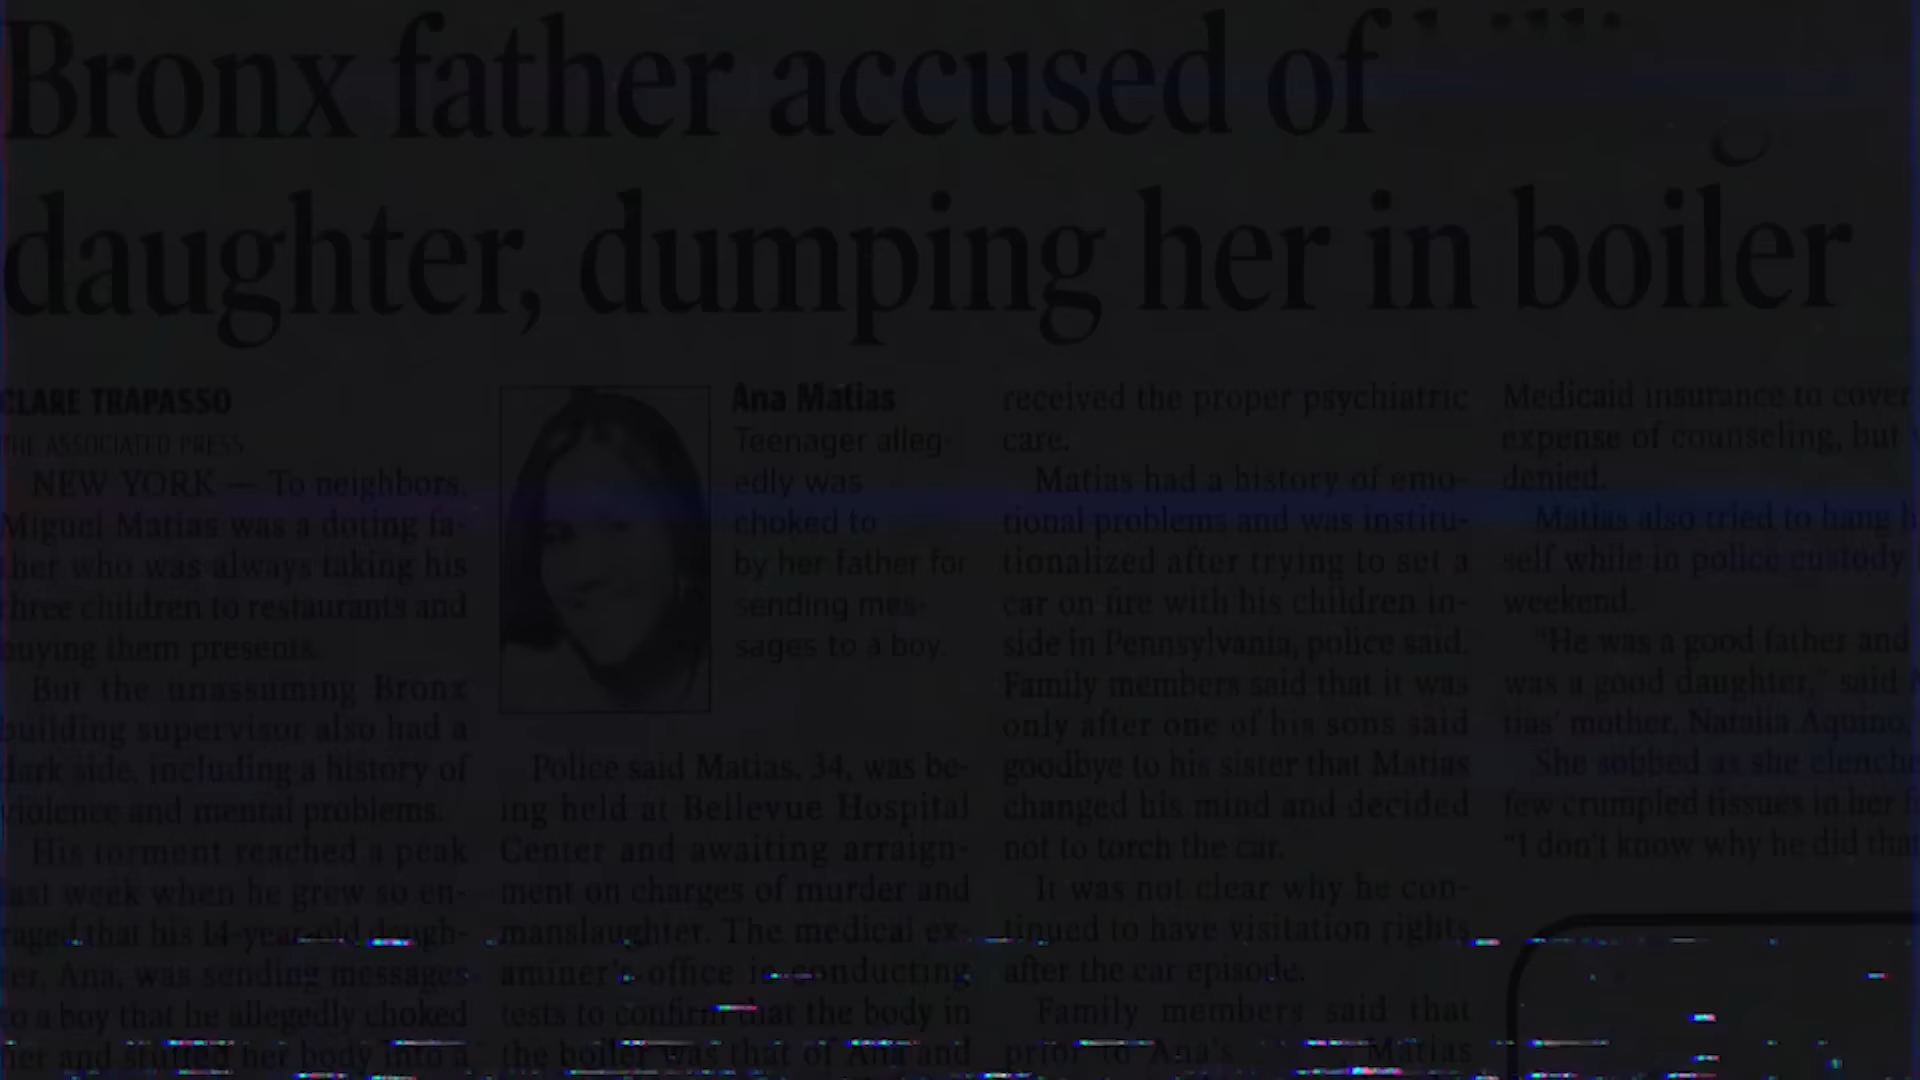 Bronx father accused of
daughter, dumping her in boiler
CLARE TRAPASSO
THE ASSOCIATED PRESS
NEW YORK — To neighbors,
Miguel Matias was a doting fa-
ther who was always taking his
three children to restaurants and
buying them presents.
But the unassuming Bronx
building supervisor also had a
dark side, including a history of
violence and mental problems.
His torment reached a peak
last week when he grew so en-
raged that his 14-year-old daugh-
ter, Ana, was sending messages
to a boy that he allegedly choked
her and stuffed her body into a
Ana Matias
Teenager alleg-
edly was
choked to
by her father for
sending mes-
sages to a boy.
Police said Matias, 34, was be-
ing held at Bellevue Hospital
Center and awaiting arraign-
ment on charges of murder and
manslaughter. The medical ex-
aminer's office is conducting
tests to confirm that the body in
the boiler was that of Ana and
received the proper psychiatric
care.
Matias had a history of emo-
tional problems and was institu-
tionalized after trying to set a
car on fire with his children in-
side in Pennsylvania, police said.
Family members said that it was
only after one of his sons said
goodbye to his sister that Matias
changed his mind and decided
not to torch the car.
It was not clear why he con-
tinued to have visitation rights
after the car episode.
Family members said that
prior to Ana's Matias
Medicaid insurance to cover
expense of counseling, but
denied.
Matias also tried to hang
self while in police custody
weekend.
"He was a good father and
was a good daughter," said
tias' mother, Natalia Aquino,
She sobbed as she clenche
few crumpled tissues in her
"I don't know why he did that